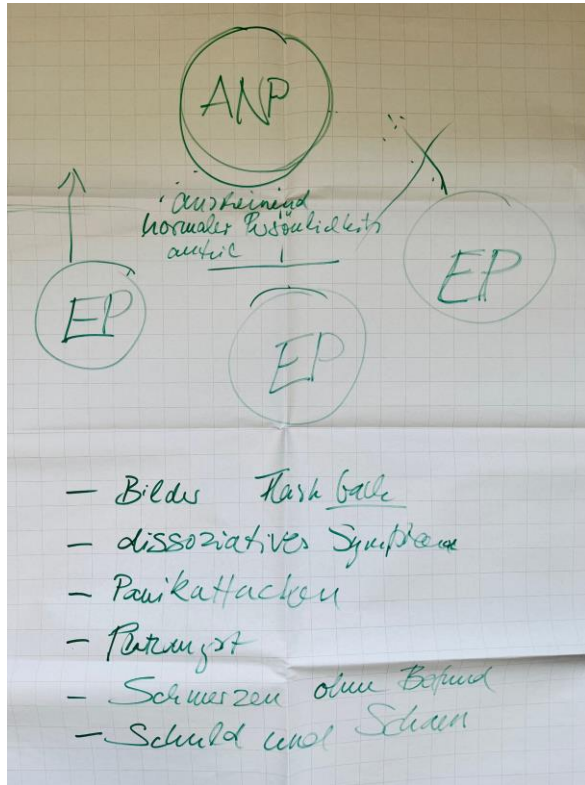 ANP
anscheinend
normaler Persönlichkeits
anteil
EP
EP
EP
— Bilder Flash back
— dissoziatives Symptome
— Panikattacken
— Platzangst
— Schmerzen ohne Befund
— Schuld und Scham